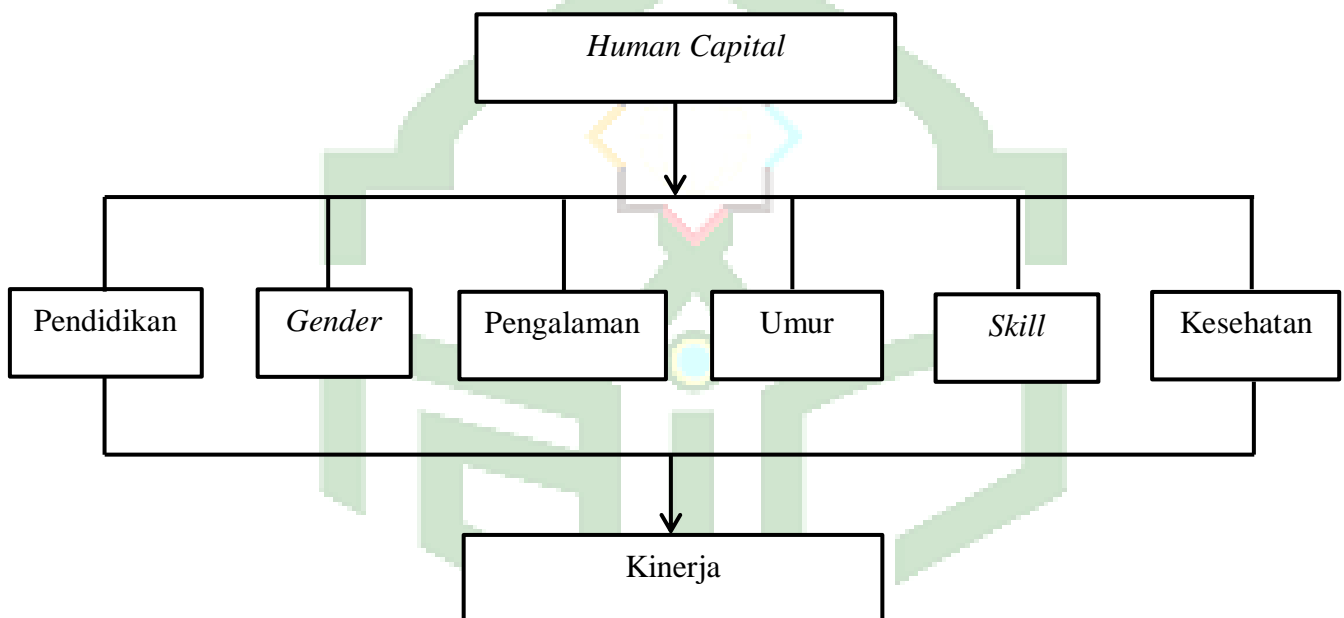 Human Capital
Pendidikan
Gender
Pengalaman
Umur
Skill
Kesehatan
Kinerja